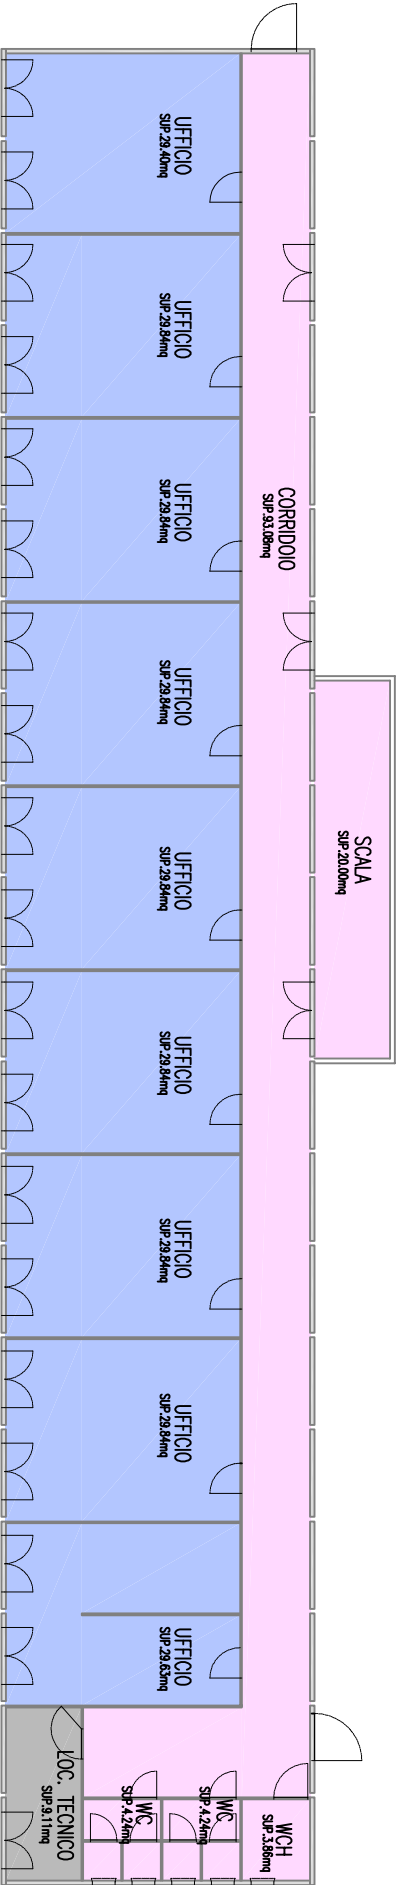 UFFICIO
SUP.29.40mq
UFFICIO
SUP.29.84mq
UFFICIO
SUP.29.84mq
CORRIDOIO
SUP.93.08mq
UFFICIO
SUP.29.84mq
SCALA
SUP.20.00mq
UFFICIO
SUP.29.84mq
UFFICIO
SUP.29.84mq
UFFICIO
SUP.29.84mq
UFFICIO
SUP.29.84mq
UFFICIO
SUP.29.63mq
LOC. TECNICO
SUP.9.11mq
WC
SUP.4.24mq
WC
SUP.4.24mq
WCH
SUP.3.86mq